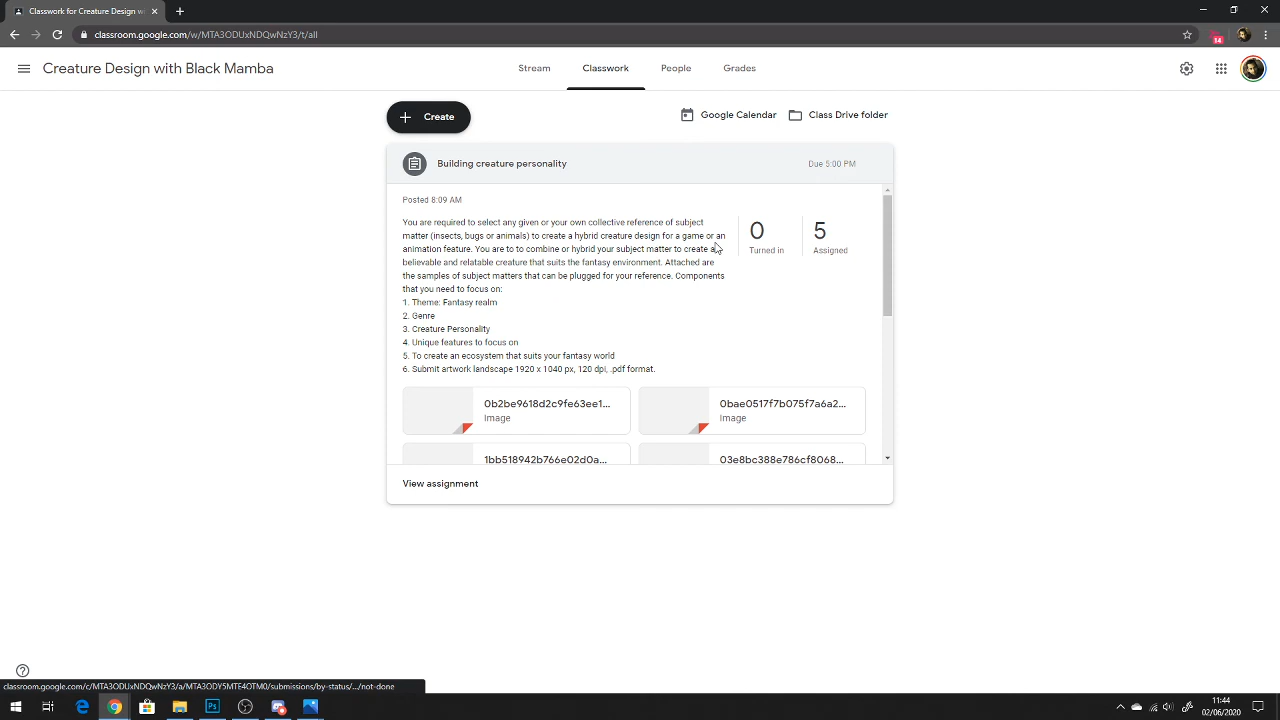 Classroom for Creature Design wi
classroom.google.com/w/MTA3ODUxNDQwNzY3/t/all
14
Creature Design with Black Mamba
Stream
Classwork
People
Grades
Create
Google Calendar
Class Drive folder
Building creature personality
Due 5:00 PM
Posted 8:09 AM
You are required to select any given or your own collective reference of subject
matter (insects, bugs or animals) to create a hybrid creature design for a game or an
animation feature. You are to to combine or hybrid your subject matter to create a
believable and relatable creature that suits the fantasy environment. Attached are
the samples of subject matters that can be plugged for your reference. Components
that you need to focus on:
1. Theme: Fantasy realm
2. Genre
3. Creature Personality
4. Unique features to focus on
5. To create an ecosystem that suits your fantasy world
6. Submit artwork landscape 1920 x 1040 px, 120 dpi, .pdf format.
0
Turned in
5
Assigned
0b2be9618d2c9fe63ee1...
Image
0bae0517f7b075f7a6a2...
Image
1bb518942b766e02d0a...
03e8bc388e786cf8068...
View assignment
classroom.google.com/c/MTA3ODUxNDQwNzY3/a/MTA3ODY5MTE4OTM0/submissions/by-status/.../not-done
Ps
11:44
02/06/2020